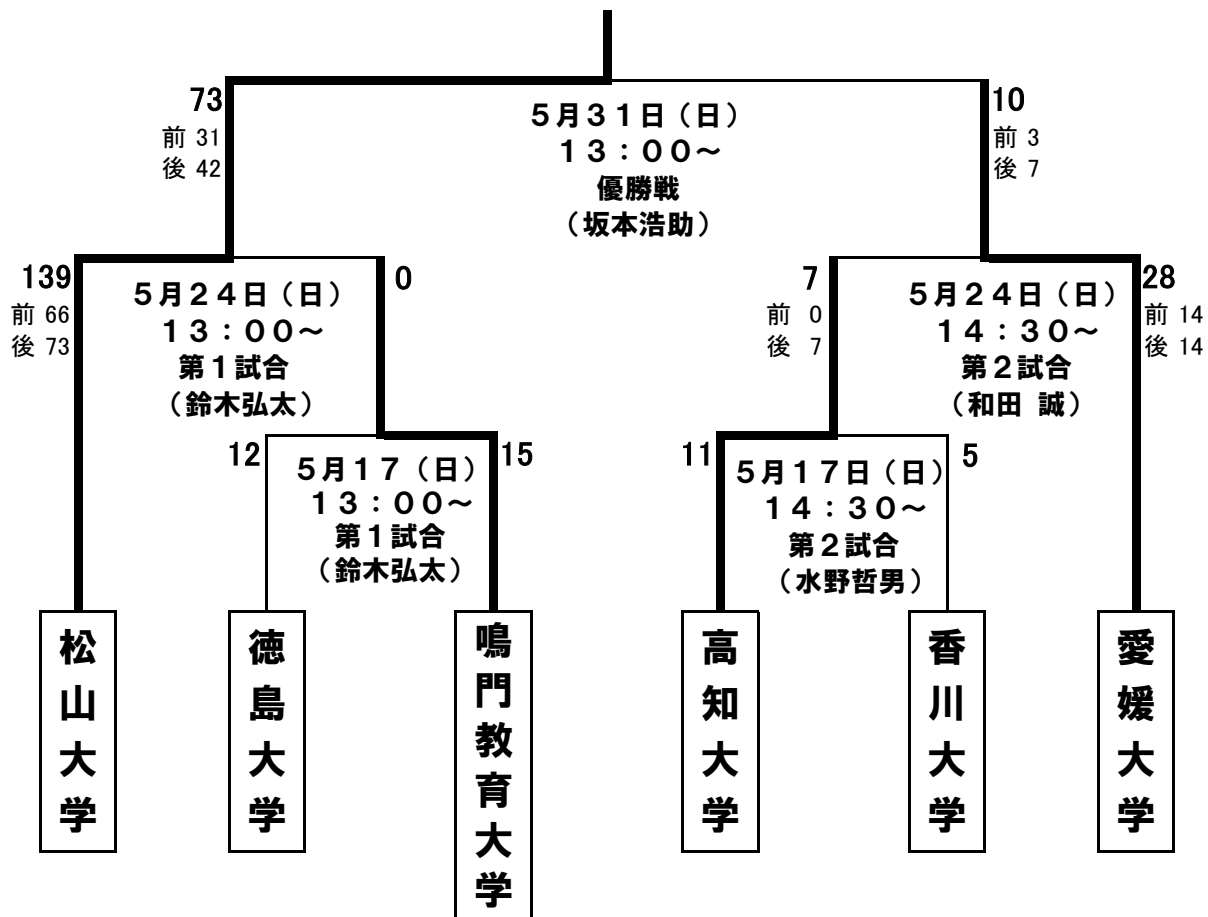 73
前 31
後 42
5月31日（日）
13：00～
優勝戦
（坂本浩助）
10
前 3
後 7
139
前 66
後 73
5月24日（日）
13：00～
第1試合
（鈴木弘太）
0
7
前 0
後 7
5月24日（日）
14：30～
第2試合
（和田 誠）
28
前 14
後 14
12
5月17（日）
13：00～
第1試合
（鈴木弘太）
15
11
5月17日（日）
14：30～
第2試合
（水野哲男）
5
松山大学
徳島大学
鳴門教育大学
高知大学
香川大学
愛媛大学